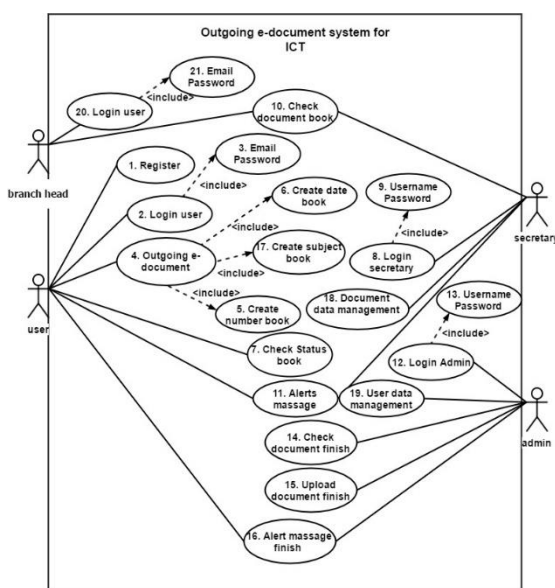 Outgoing e-document system for
ICT
21. Email
Password
<include>
20. Login user
10. Check
document book
branch head
3. Email
Password
1. Register
<include>
6. Create date
book
9. Username
Password
2. Login user
<include>
<include>
secretary
4. Outgoing e-
document
17. Create subject
book
<include>
8. Login
secretary
<include>
18. Document
data management
13. Username
Password
user
5. Create
number book
<include>
7. Check Status
book
12. Login Admin
11. Alerts
massage
19. User data
management
admin
14. Check
document finish
15. Upload
document finish
16. Alert massage
finish